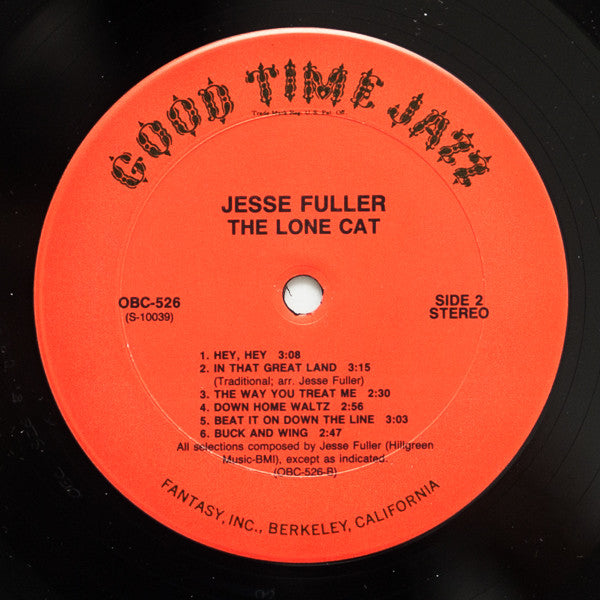 GOOD TIME JAZZ
Trade Mark Reg. U.S. Pat. Off.
JESSE FULLER
THE LONE CAT
OBC-526
(S-10039)
SIDE 2
STEREO
1. HEY, HEY 3:08
2. IN THAT GREAT LAND 3:15
(Traditional; arr. Jesse Fuller)
3. THE WAY YOU TREAT ME 2:30
4. DOWN HOME WALTZ 2:56
5. BEAT IT ON DOWN THE LINE 3:03
6. BUCK AND WING 2:47
All selections composed by Jesse Fuller (Hillgreen
Music-BMI), except as indicated.
(OBC-526-B)
FANTASY, INC., BERKELEY, CALIFORNIA